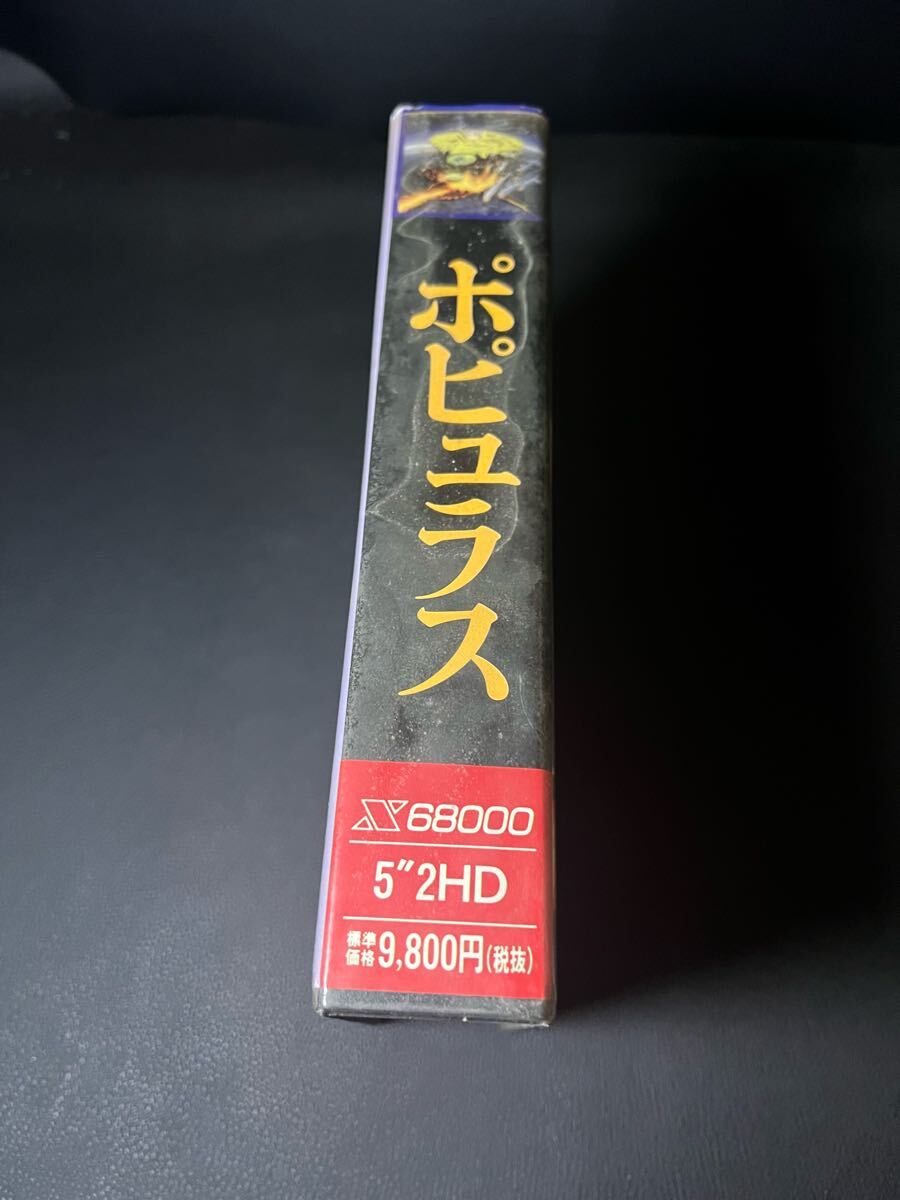 ポピュラス
X68000
5"2HD
標準価格 9,800円(税抜)